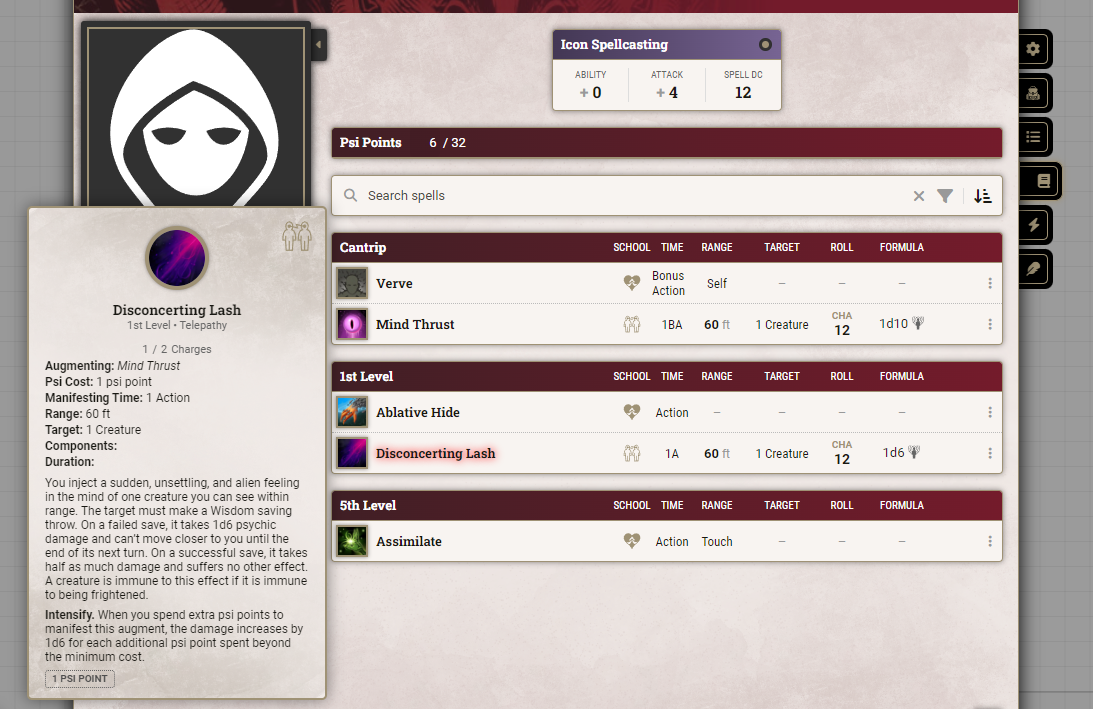 Icon Spellcasting
ABILITY ATTACK SPELL DC
+ 0 + 4 12
Psi Points 6 / 32
Search spells
Cantrip SCHOOL TIME RANGE TARGET ROLL FORMULA
Verve Bonus Action Self – – –
Mind Thrust 1BA 60 ft 1 Creature CHA 12 1d10
1st Level SCHOOL TIME RANGE TARGET ROLL FORMULA
Ablative Hide Action – – – –
Disconcerting Lash 1A 60 ft 1 Creature CHA 12 1d6
5th Level SCHOOL TIME RANGE TARGET ROLL FORMULA
Assimilate Action Touch – – –
Disconcerting Lash
1st Level • Telepathy
1 / 2 Charges
Augmenting: Mind Thrust
Psi Cost: 1 psi point
Manifesting Time: 1 Action
Range: 60 ft
Target: 1 Creature
Components:
Duration:
You inject a sudden, unsettling, and alien feeling
in the mind of one creature you can see within
range. The target must make a Wisdom saving
throw. On a failed save, it takes 1d6 psychic
damage and can't move closer to you until the
end of its next turn. On a successful save, it takes
half as much damage and suffers no other effect.
A creature is immune to this effect if it is immune
to being frightened.
Intensify. When you spend extra psi points to
manifest this augment, the damage increases by
1d6 for each additional psi point spent beyond
the minimum cost.
1 PSI POINT